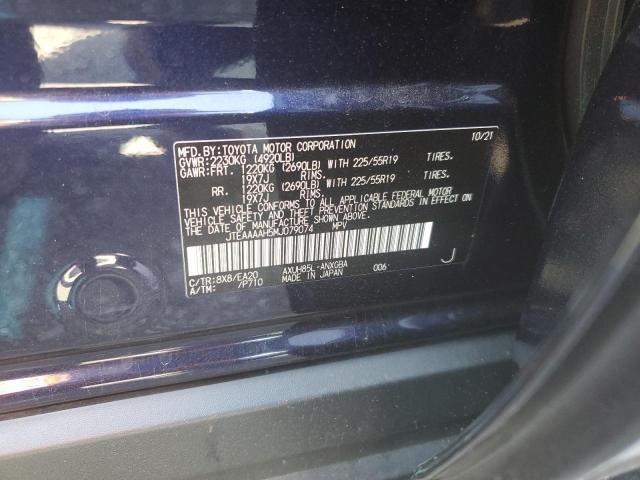 MFD. BY: TOYOTA MOTOR CORPORATION 10/21
GVWR: 2230KG (4920LB)
GAWR: FRT. 1220KG (2690LB) WITH 225/55R19 TIRES.
19X7J RIMS.
RR. 1220KG (2690LB) WITH 225/55R19 TIRES.
19X7J RIMS.
THIS VEHICLE CONFORMS TO ALL APPLICABLE FEDERAL MOTOR
VEHICLE SAFETY AND THEFT PREVENTION STANDARDS IN EFFECT
ON THE DATE OF MANUFACTURE SHOWN ABOVE.
JTEAAAAH5MJ079074 MPV
C/TR: 8X8/EA20 AXUH85L-ANXGBA 006 J
A/TM: /P710 MADE IN JAPAN